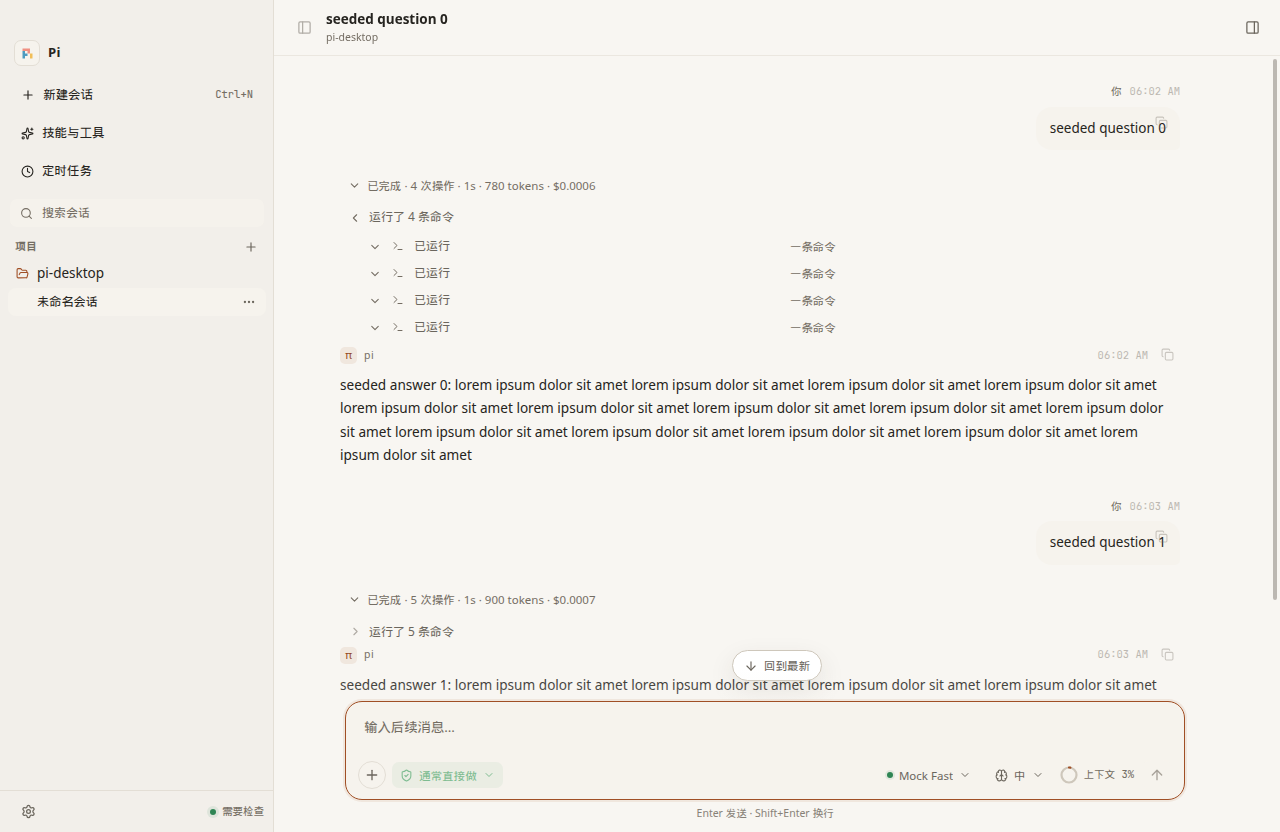 Pi
新建会话 Ctrl+N
技能与工具
定时任务
搜索会话
项目
pi-desktop
未命名会话
需要检查
seeded question 0
pi-desktop
你 06:02 AM
seeded question 0
已完成 · 4 次操作 · 1s · 780 tokens · $0.0006
运行了 4 条命令
已运行 一条命令
已运行 一条命令
已运行 一条命令
已运行 一条命令
π pi 06:02 AM
seeded answer 0: lorem ipsum dolor sit amet lorem ipsum dolor sit amet lorem ipsum dolor sit amet lorem ipsum dolor sit amet
lorem ipsum dolor sit amet lorem ipsum dolor sit amet lorem ipsum dolor sit amet lorem ipsum dolor sit amet lorem ipsum dolor
sit amet lorem ipsum dolor sit amet lorem ipsum dolor sit amet lorem ipsum dolor sit amet lorem ipsum dolor sit amet lorem
ipsum dolor sit amet
你 06:03 AM
seeded question 1
已完成 · 5 次操作 · 1s · 900 tokens · $0.0007
运行了 5 条命令
π pi 06:03 AM
回到最新
seeded answer 1: lorem ipsum dolor sit amet lorem ipsum dolor sit amet lorem ipsum dolor sit amet lorem ipsum dolor sit amet
输入后续消息...
通常直接做 Mock Fast 中 上下文 3%
Enter 发送 · Shift+Enter 换行